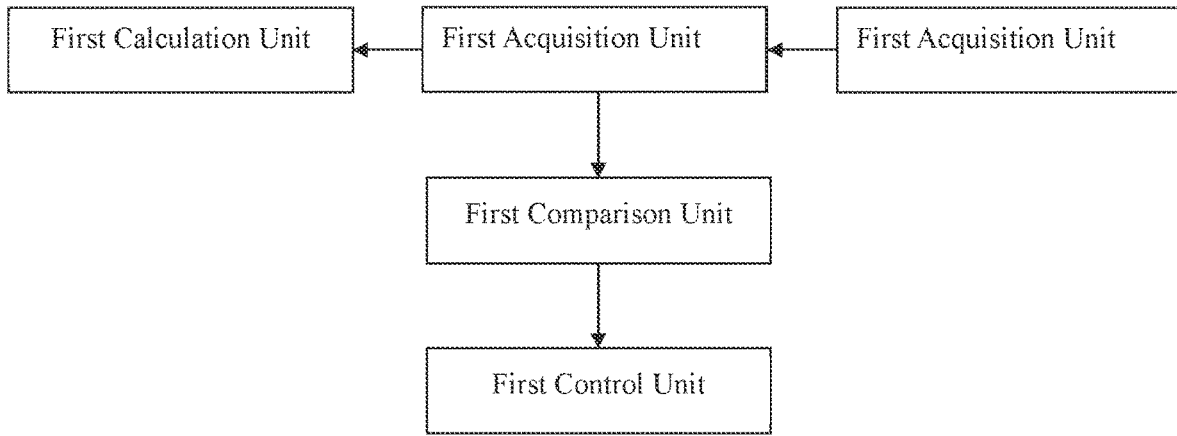 First Calculation Unit
First Acquisition Unit
First Acquisition Unit
First Comparison Unit
First Control Unit